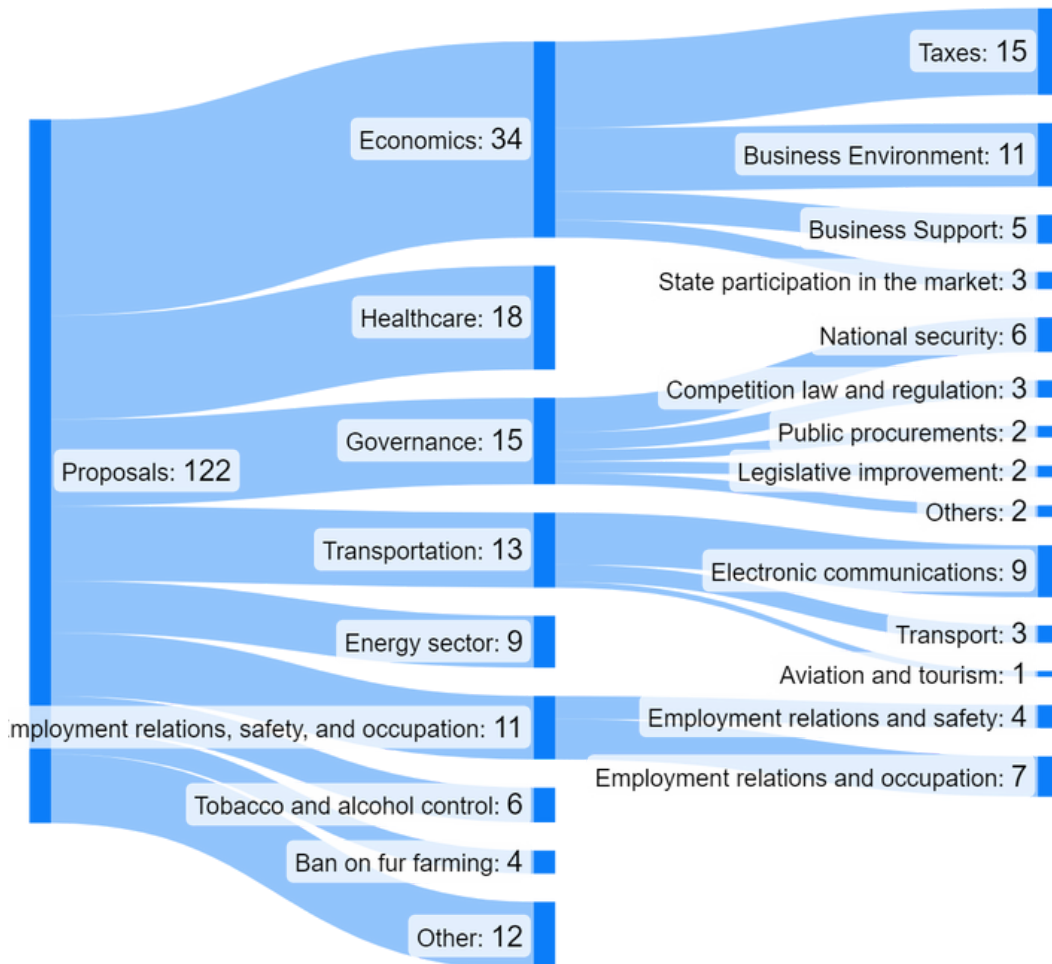 Proposals: 122
Economics: 34
Healthcare: 18
Governance: 15
Transportation: 13
Energy sector: 9
mployment relations, safety, and occupation: 11
Tobacco and alcohol control: 6
Ban on fur farming: 4
Other: 12
Taxes: 15
Business Environment: 11
Business Support: 5
State participation in the market: 3
National security: 6
Competition law and regulation: 3
Public procurements: 2
Legislative improvement: 2
Others: 2
Electronic communications: 9
Transport: 3
Aviation and tourism: 1
Employment relations and safety: 4
Employment relations and occupation: 7